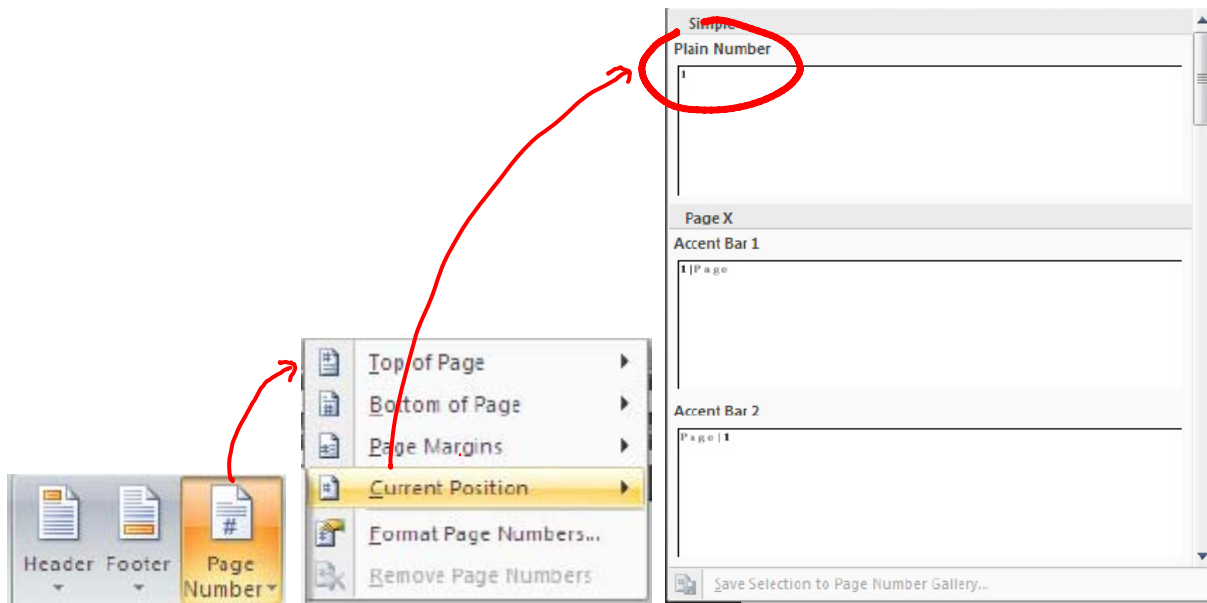 Header Footer Page Number
Top of Page
Bottom of Page
Page Margins
Current Position
Format Page Numbers...
Remove Page Numbers
Simple
Plain Number
1
Page X
Accent Bar 1
1|Page
Accent Bar 2
Page|1
Save Selection to Page Number Gallery...